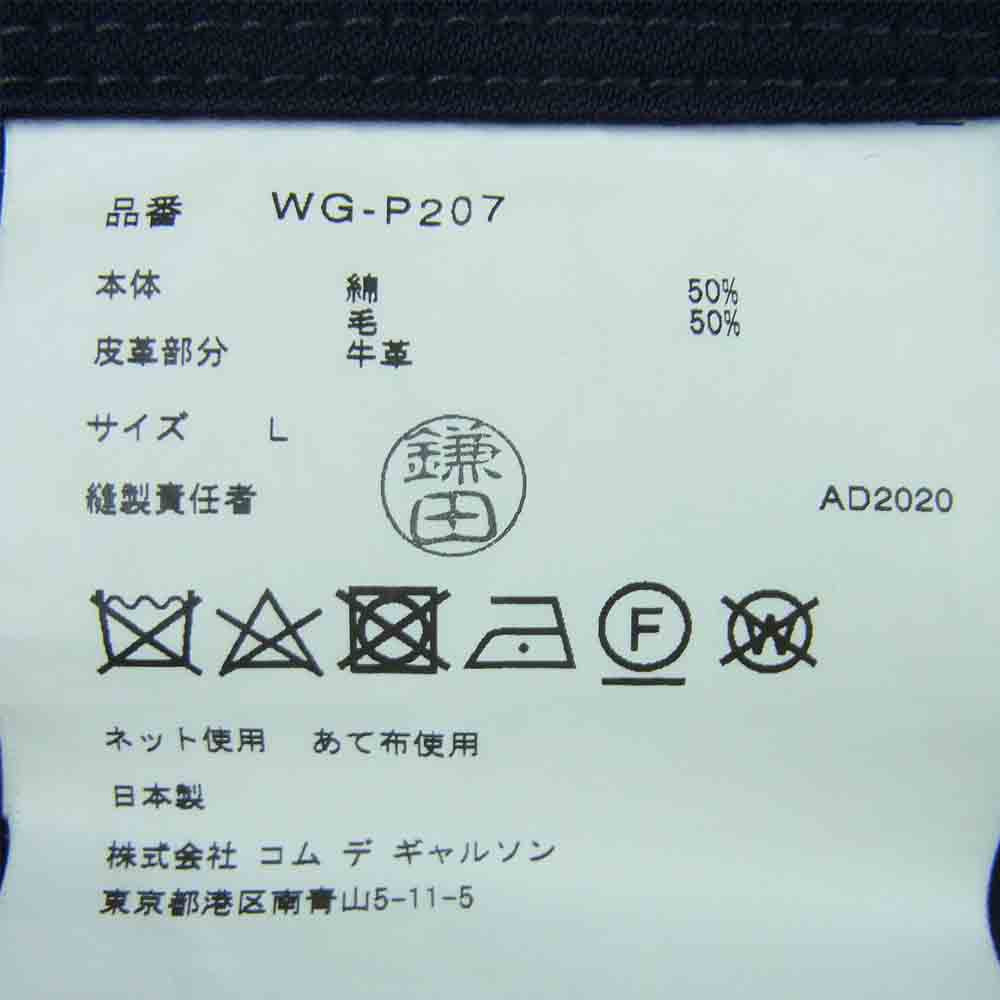 品番 WG-P207
本体 綿 50%
毛 50%
皮革部分 牛革
サイズ L
鎌田
縫製責任者 AD2020
F W
ネット使用 あて布使用
日本製
株式会社 コム デ ギャルソン
東京都港区南青山5-11-5